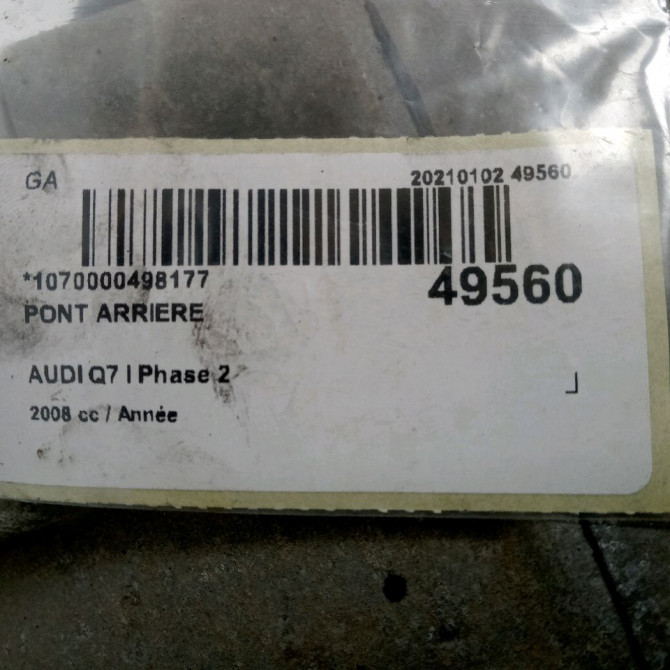 GA 20210102 49560
*1070000498177 49560
PONT ARRIERE
AUDI Q7 I Phase 2
2008 cc / Année